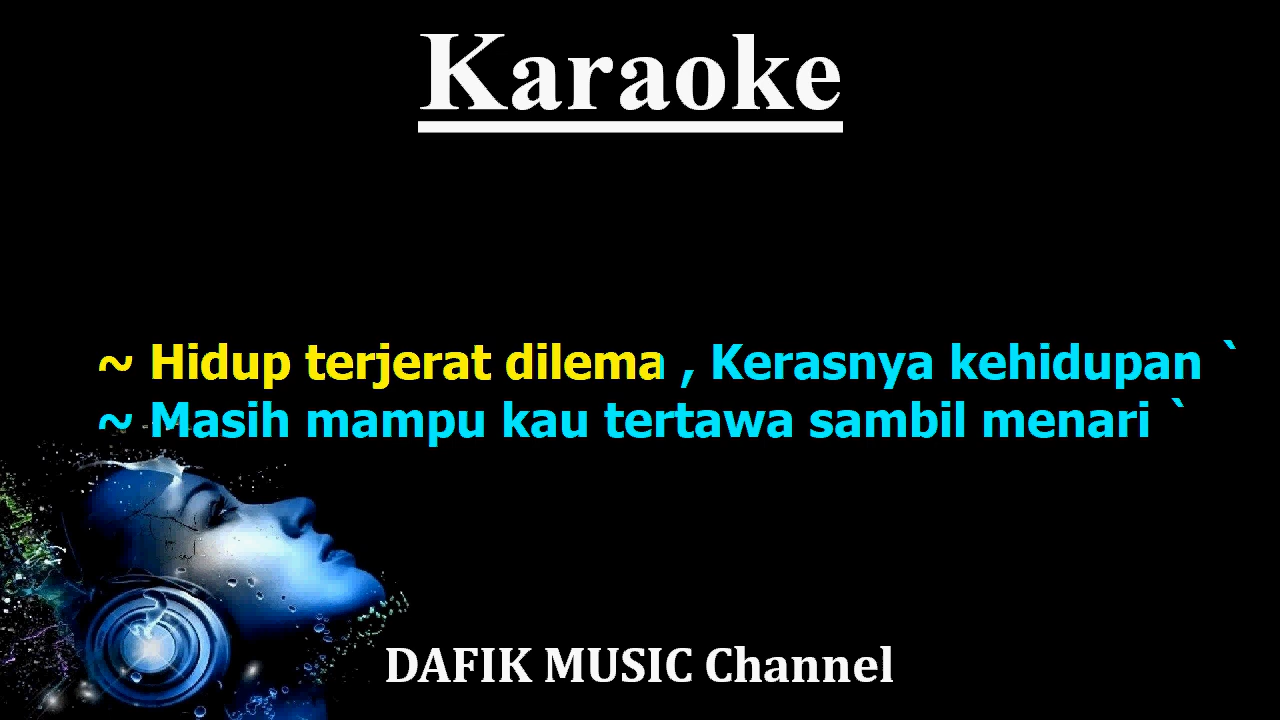 Karaoke
~ Hidup terjerat dilema , Kerasnya kehidupan `
~ Masih mampu kau tertawa sambil menari `
DAFIK MUSIC Channel